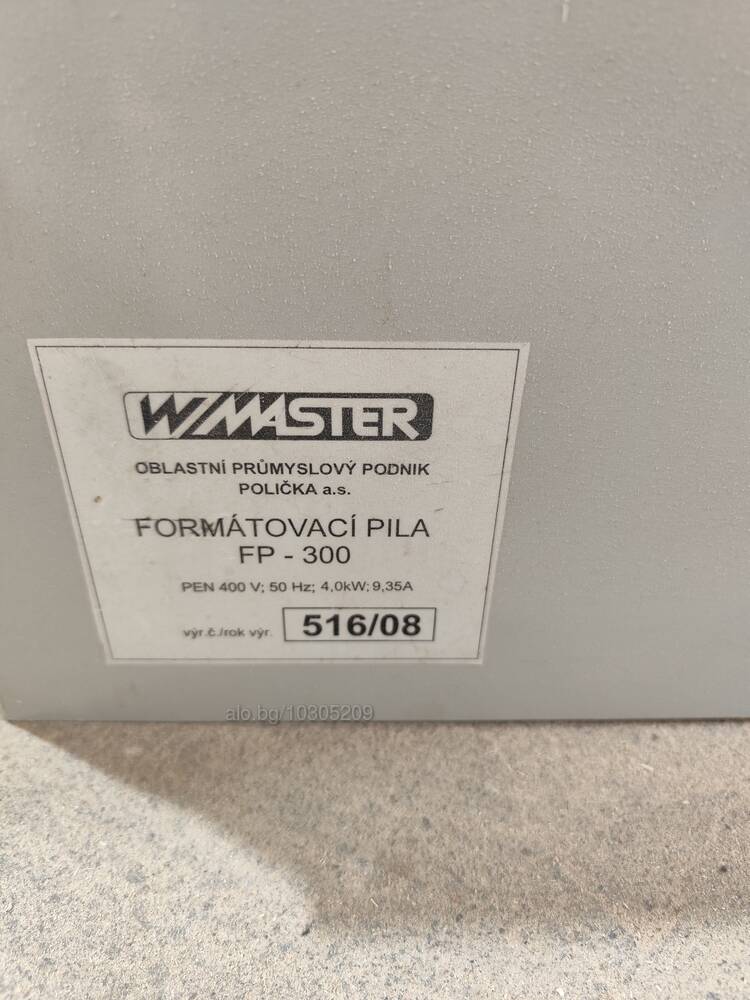 W/MASTER
OBLASTNÍ PRŮMYSLOVÝ PODNIK
POLIČKA a.s.
FORMÁTOVACÍ PILA
FP - 300
PEN 400 V; 50 Hz; 4,0kW; 9,35A
výr.č./rok výr. 516/08
alo.bg/10305209